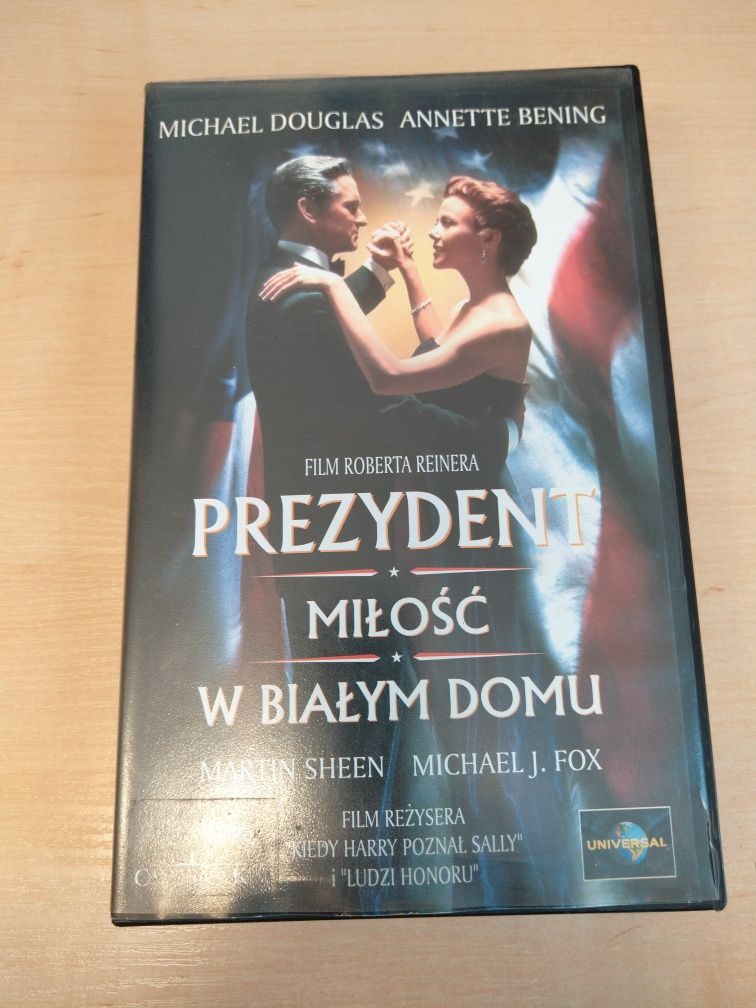 MICHAEL DOUGLAS ANNETTE BENING
FILM ROBERTA REINERA
PREZYDENT
MIŁOŚĆ
W BIAŁYM DOMU
MARTIN SHEEN MICHAEL J. FOX
FILM REŻYSERA
"KIEDY HARRY POZNAŁ SALLY"
i "LUDZI HONORU"
UNIVERSAL